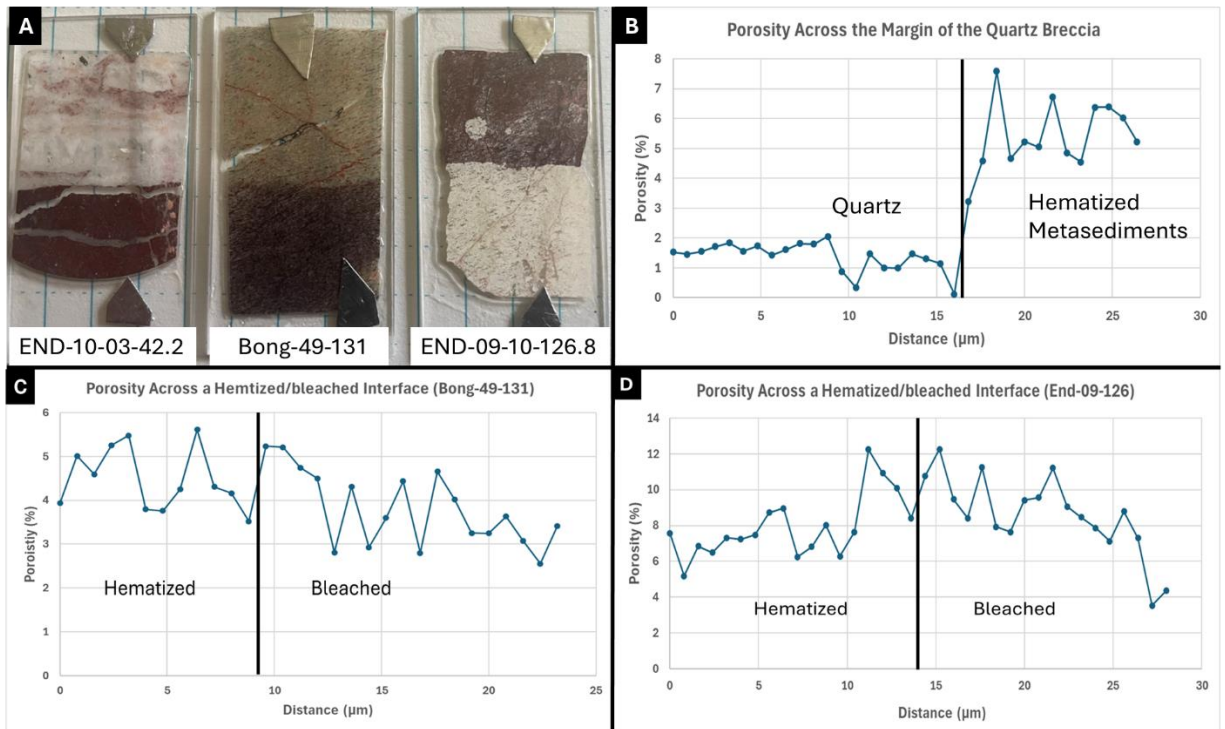 A
END-10-03-42.2
Bong-49-131
END-09-10-126.8
B
Porosity Across the Margin of the Quartz Breccia
Porosity (%)
8
7
6
5
4
3
2
1
0
Quartz
Hematized
Metasediments
0 5 10 15 20 25 30
Distance (μm)
C
Porosity Across a Hemtized/bleached Interface (Bong-49-131)
Poroistiy (%)
6
5
4
3
2
1
0
Hematized
Bleached
0 5 10 15 20 25
Distance (μm)
D
Porosity Across a Hematized/bleached Interface (End-09-126)
Porosity (%)
14
12
10
8
6
4
2
0
Hematized
Bleached
0 5 10 15 20 25 30
Distance (μm)